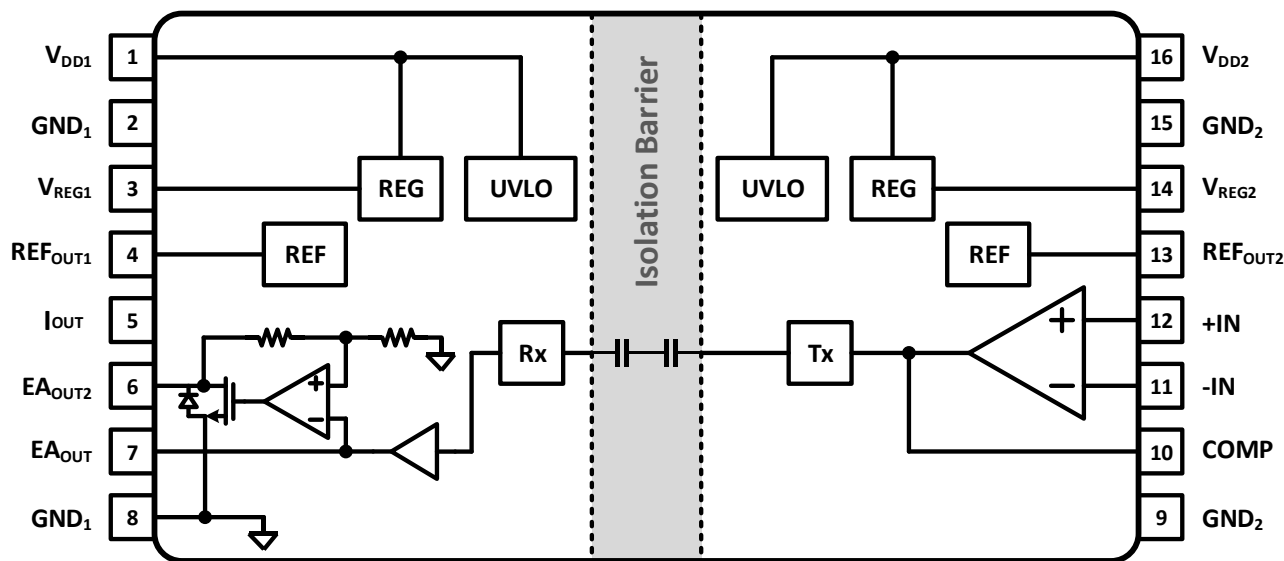 VDD1 1
GND1 2
VREG1 3
REFOUT1 4
IOUT 5
EAOUT2 6
EAOUT 7
GND1 8
REG
UVLO
REF
+
−
Rx
Isolation Barrier
UVLO
REG
REF
Tx
+
−
16 VDD2
15 GND2
14 VREG2
13 REFOUT2
12 +IN
11 -IN
10 COMP
9 GND2